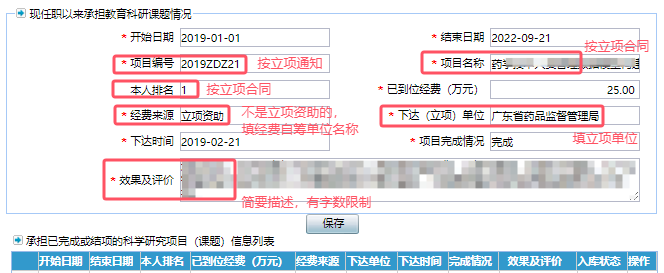 现任职以来承担教育科研课题情况
* 开始日期 2019-01-01 * 结束日期 2022-09-21
按立项合同
* 项目编号 2019ZDZ21 按立项通知 * 项目名称
本人排名 1 按立项合同 * 已到位经费（万元） 25.00
* 经费来源 立项资助 不是立项资助的， * 下达（立项）单位 广东省药品监督管理局
填经费自筹单位名称
* 下达时间 2019-02-21 * 项目完成情况 完成 填立项单位
* 效果及评价
简要描述，有字数限制
保存
承担已完成或结项的科学研究项目（课题）信息列表
开始日期 结束日期 本人排名 已到位经费（万元） 经费来源 下达单位 下达时间 完成情况 效果及评价 入库状态 操作